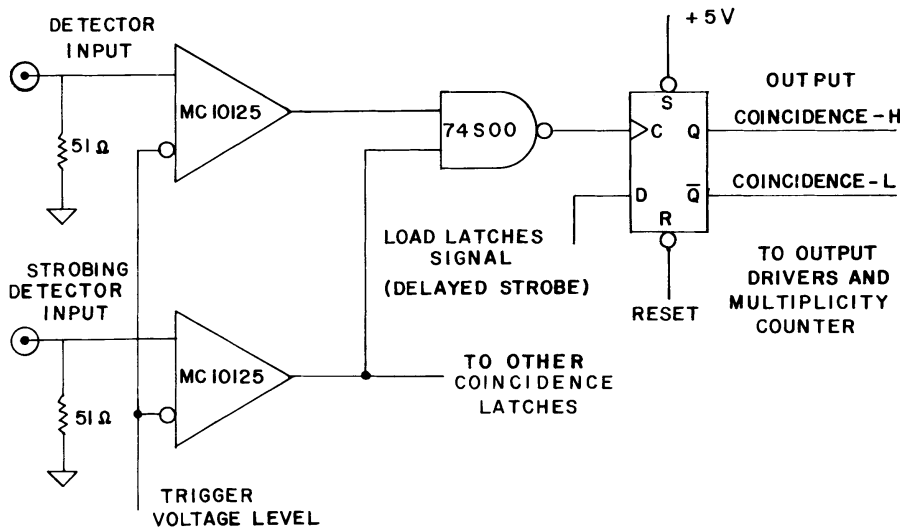 DETECTOR
INPUT
51Ω
MC10125
74S00
+5V
S
C
Q
D
Q̅
R
RESET
OUTPUT
COINCIDENCE-H
COINCIDENCE-L
LOAD LATCHES
SIGNAL
(DELAYED STROBE)
TO OUTPUT
DRIVERS AND
MULTIPLICITY
COUNTER
STROBING
DETECTOR
INPUT
51Ω
MC10125
TO OTHER
COINCIDENCE
LATCHES
TRIGGER
VOLTAGE LEVEL